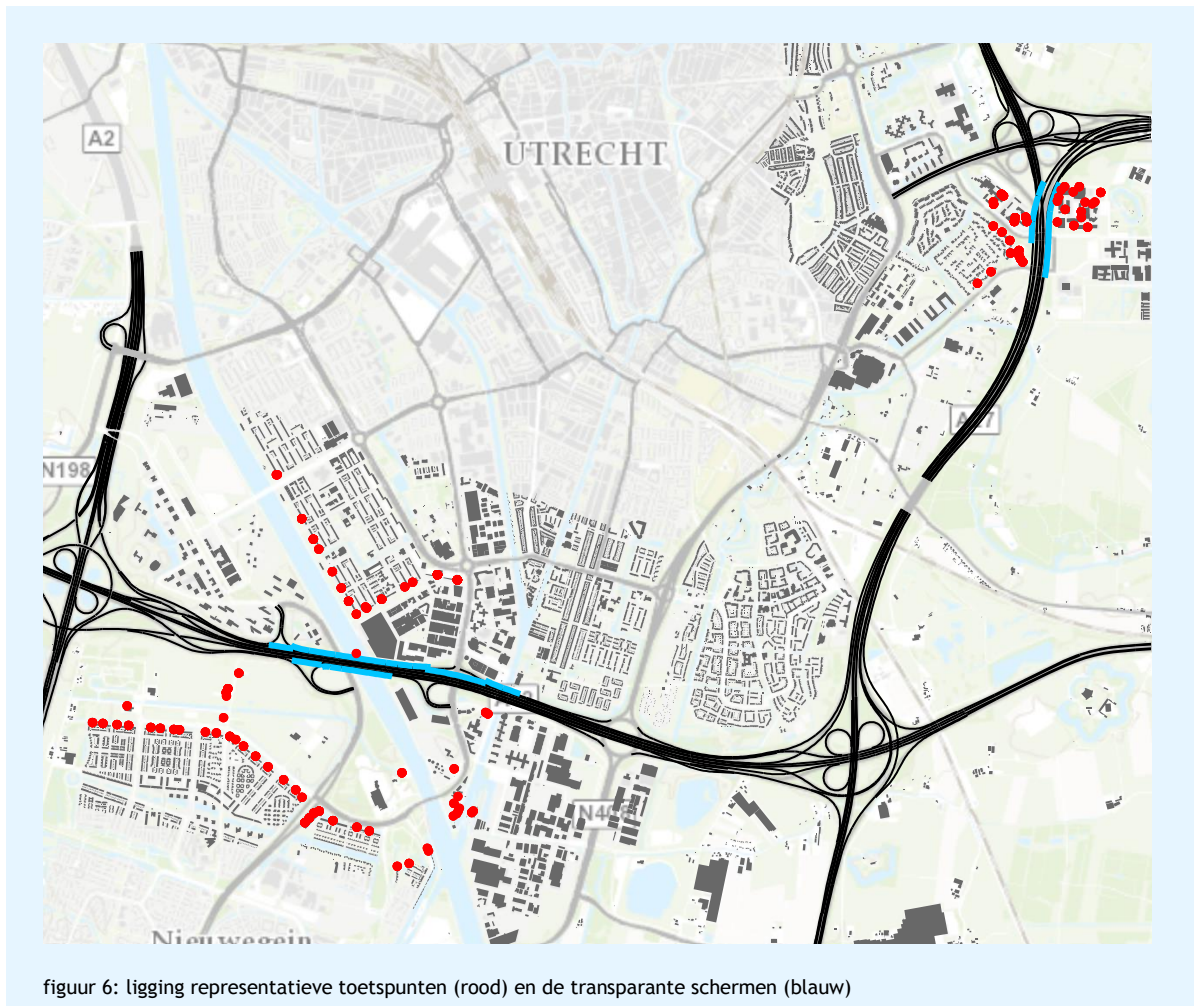 A2
UTRECHT
A27
N198
N408
Nieuwegein
figuur 6: ligging representatieve toetspunten (rood) en de transparante schermen (blauw)